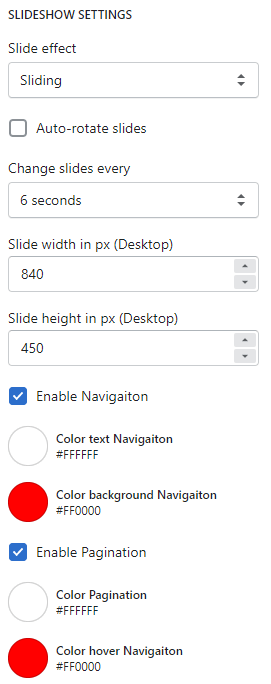 SLIDESHOW SETTINGS
Slide effect
Sliding
Auto-rotate slides
Change slides every
6 seconds
Slide width in px (Desktop)
840
Slide height in px (Desktop)
450
Enable Navigaiton
Color text Navigaiton
#FFFFFF
Color background Navigaiton
#FF0000
Enable Pagination
Color Pagination
#FFFFFF
Color hover Navigaiton
#FF0000